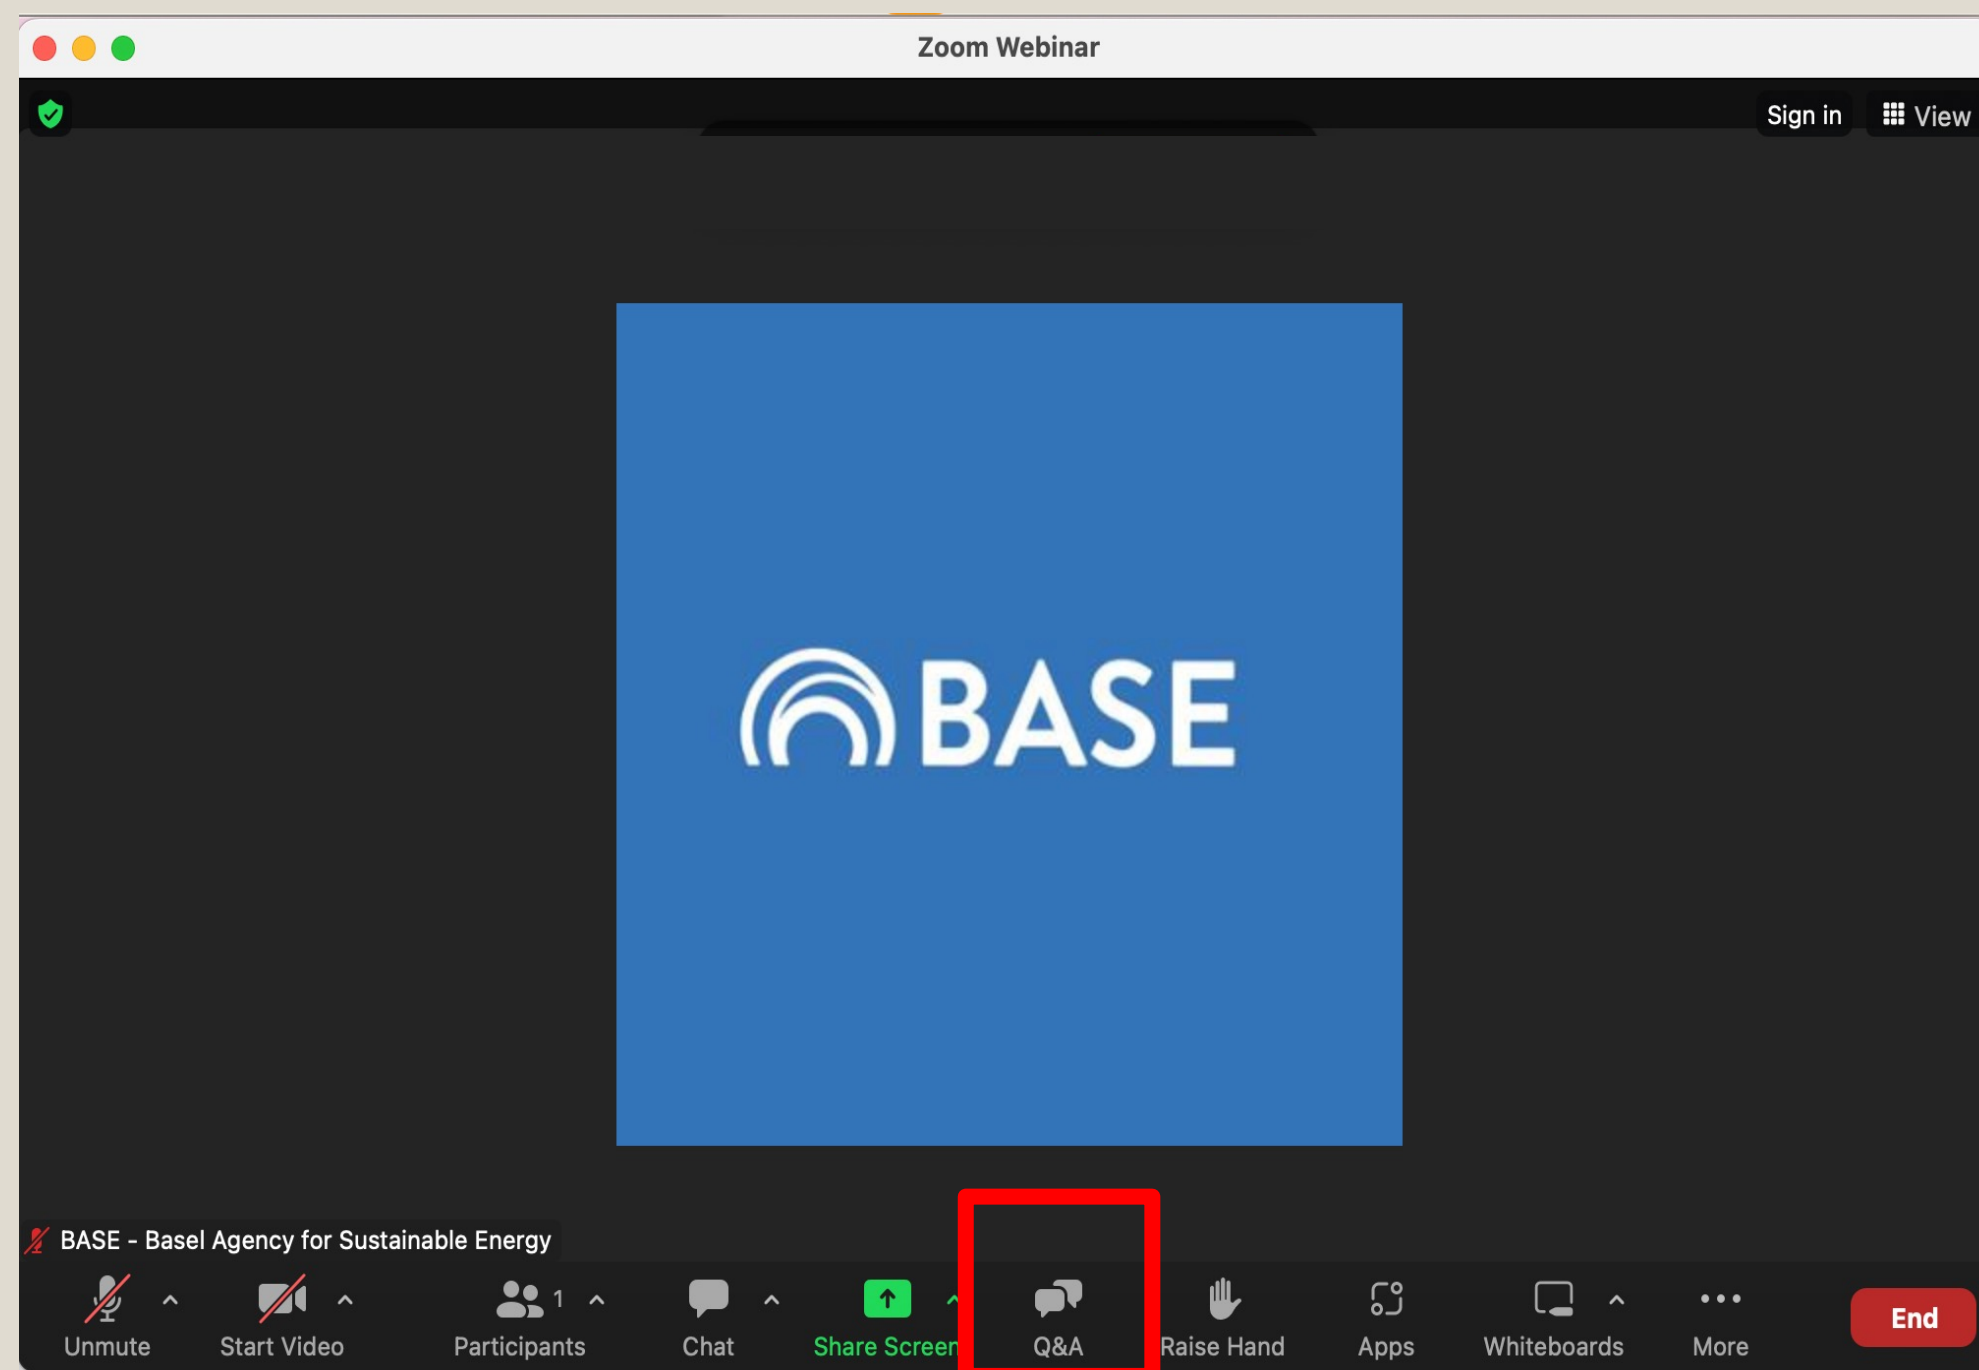 Zoom Webinar
Sign in View
BASE
BASE - Basel Agency for Sustainable Energy
1
Unmute Start Video Participants Chat Share Screen Q&A Raise Hand Apps Whiteboards More End